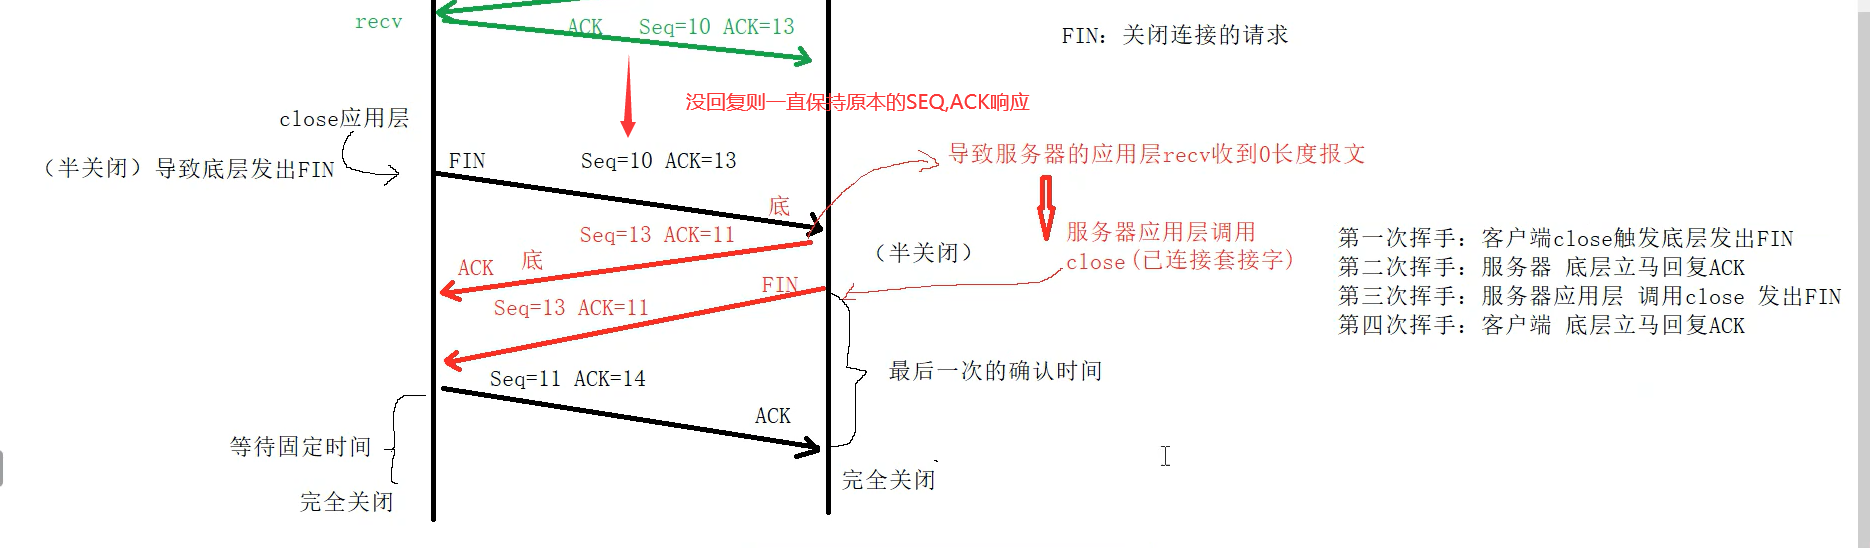 recv
ACK Seq=10 ACK=13
FIN：关闭连接的请求
没回复则一直保持原本的SEQ,ACK响应
close应用层
（半关闭）导致底层发出FIN
FIN Seq=10 ACK=13
导致服务器的应用层recv收到0长度报文
底
Seq=13 ACK=11
服务器应用层调用
close(已连接套接字)
（半关闭）
ACK 底
FIN
Seq=13 ACK=11
第一次挥手：客户端close触发底层发出FIN
第二次挥手：服务器 底层立马回复ACK
第三次挥手：服务器应用层 调用close 发出FIN
第四次挥手：客户端 底层立马回复ACK
最后一次的确认时间
Seq=11 ACK=14
ACK
等待固定时间
完全关闭
完全关闭